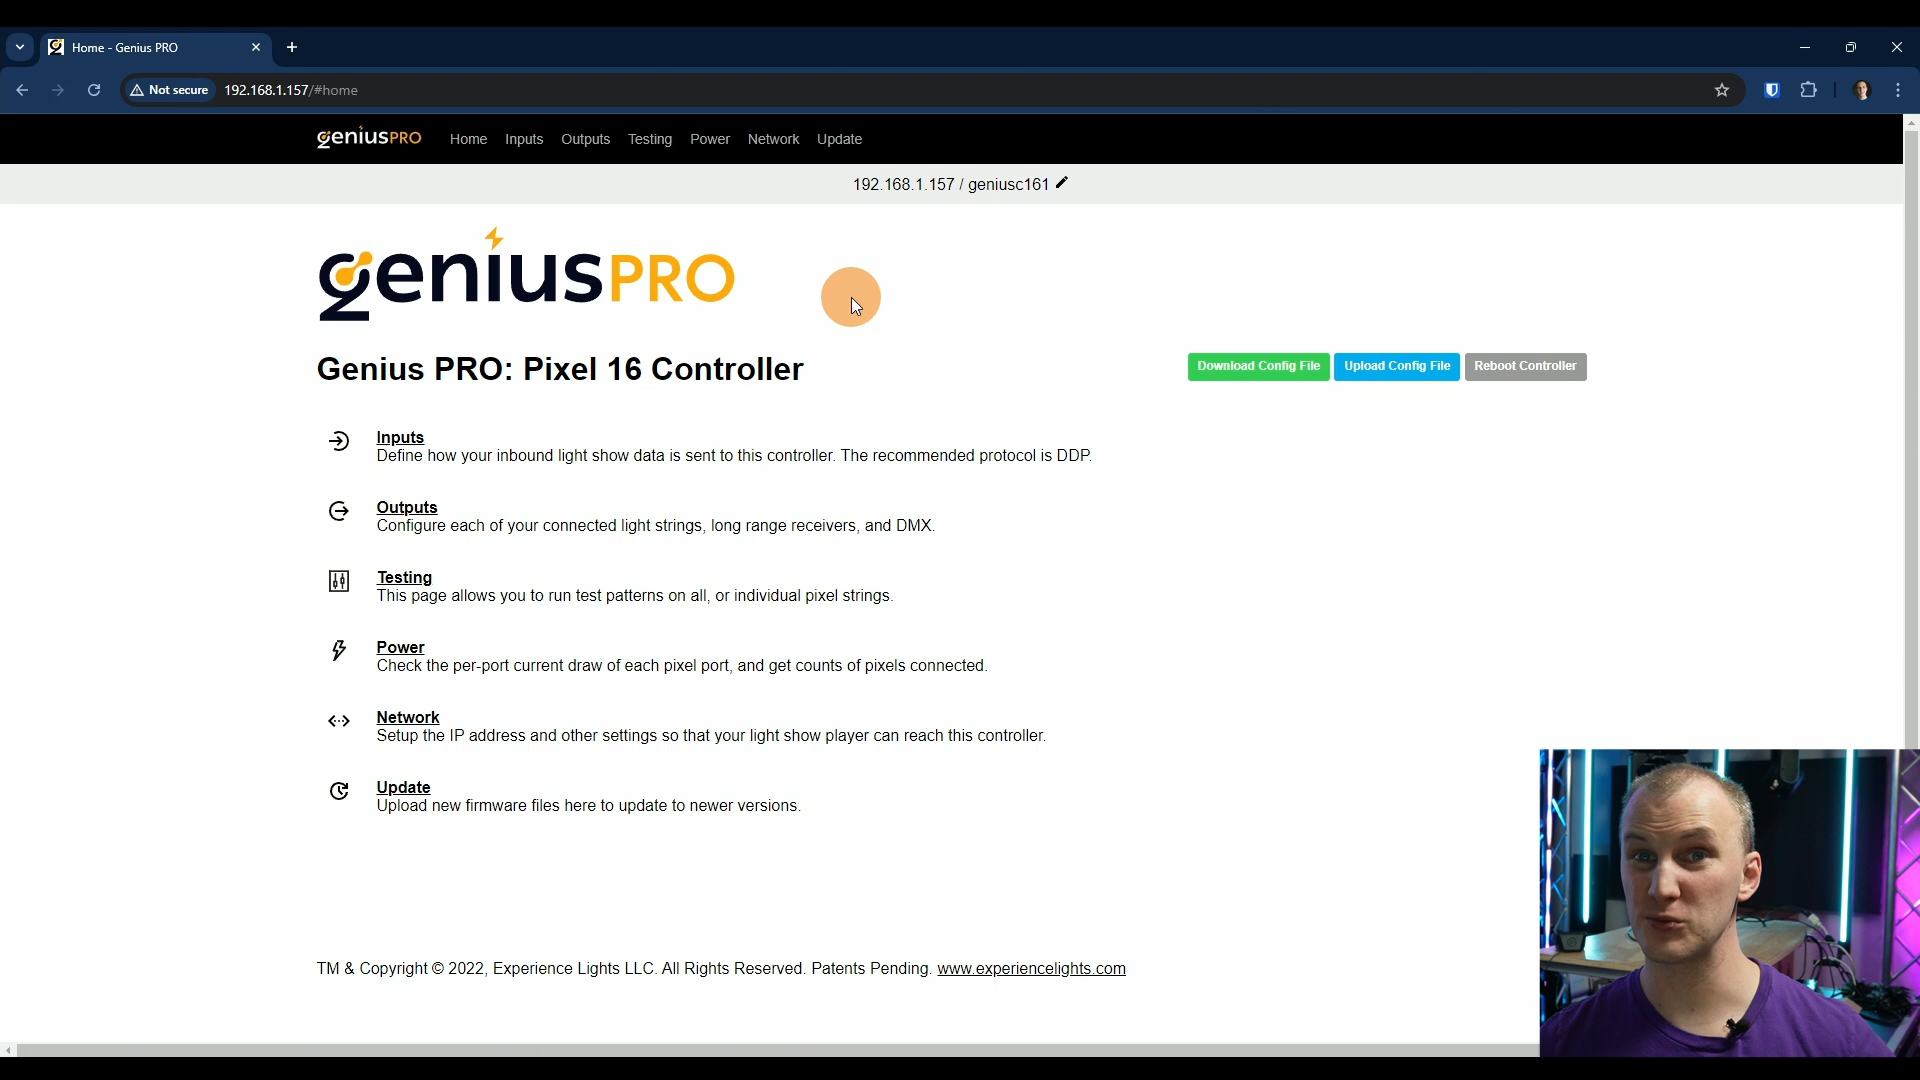 Home - Genius PRO
Not secure
192.168.1.157/#home
geniusPRO
Home Inputs Outputs Testing Power Network Update
192.168.1.157 / geniusc161
geniusPRO
Genius PRO: Pixel 16 Controller
Download Config File
Upload Config File
Reboot Controller
Inputs
Define how your inbound light show data is sent to this controller. The recommended protocol is DDP.
Outputs
Configure each of your connected light strings, long range receivers, and DMX.
Testing
This page allows you to run test patterns on all, or individual pixel strings.
Power
Check the per-port current draw of each pixel port, and get counts of pixels connected.
Network
Setup the IP address and other settings so that your light show player can reach this controller.
Update
Upload new firmware files here to update to newer versions.
TM & Copyright © 2022, Experience Lights LLC. All Rights Reserved. Patents Pending. www.experiencelights.com